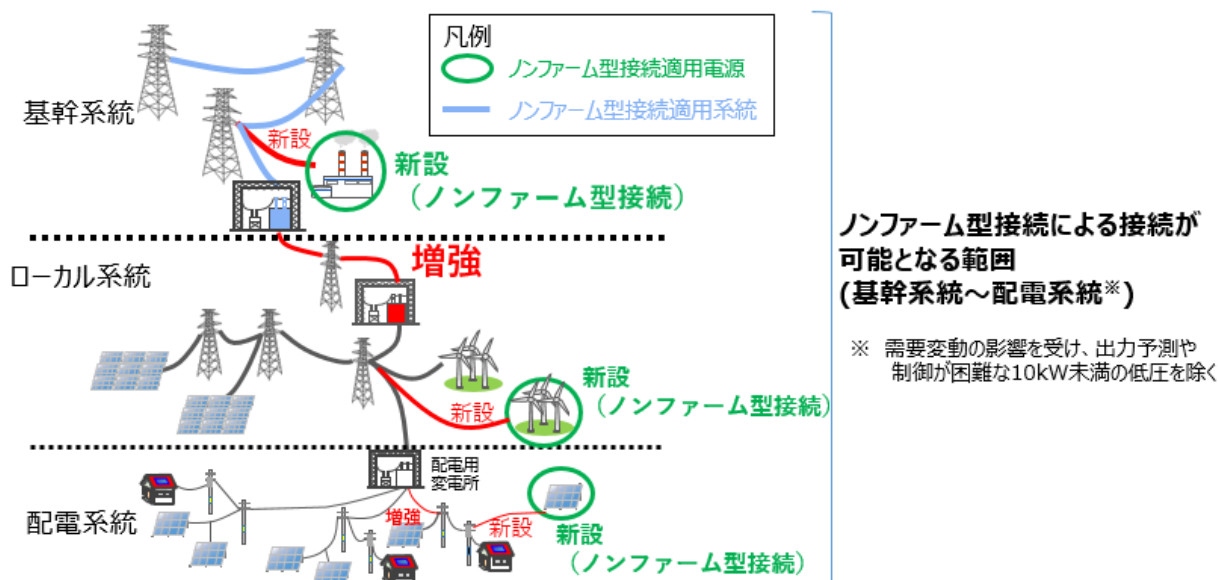 凡例
ノンファーム型接続適用電源
ノンファーム型接続適用系統
基幹系統
新設
新設
(ノンファーム型接続)
増強
ローカル系統
新設
(ノンファーム型接続)
新設
配電用
変電所
配電系統
増強
新設
新設
(ノンファーム型接続)
ノンファーム型接続による接続が
可能となる範囲
(基幹系統～配電系統※)
※ 需要変動の影響を受け、出力予測や
制御が困難な10kW未満の低圧を除く